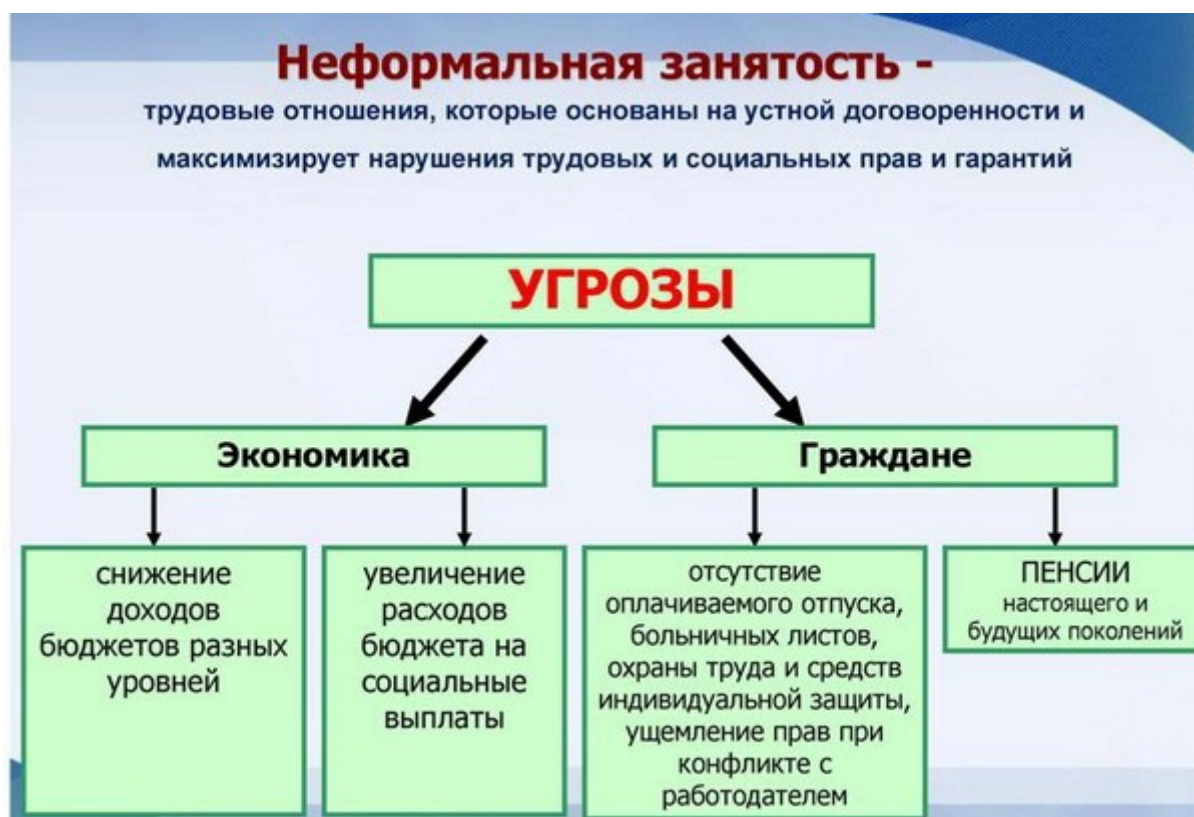 Неформальная занятость -
трудовые отношения, которые основаны на устной договоренности и
максимизирует нарушения трудовых и социальных прав и гарантий
УГРОЗЫ
Экономика
Граждане
снижение
доходов
бюджетов разных
уровней
увеличение
расходов
бюджета на
социальные
выплаты
отсутствие
оплачиваемого отпуска,
больничных листов,
охраны труда и средств
индивидуальной защиты,
ущемление прав при
конфликте с
работодателем
ПЕНСИИ
настоящего и
будущих поколений